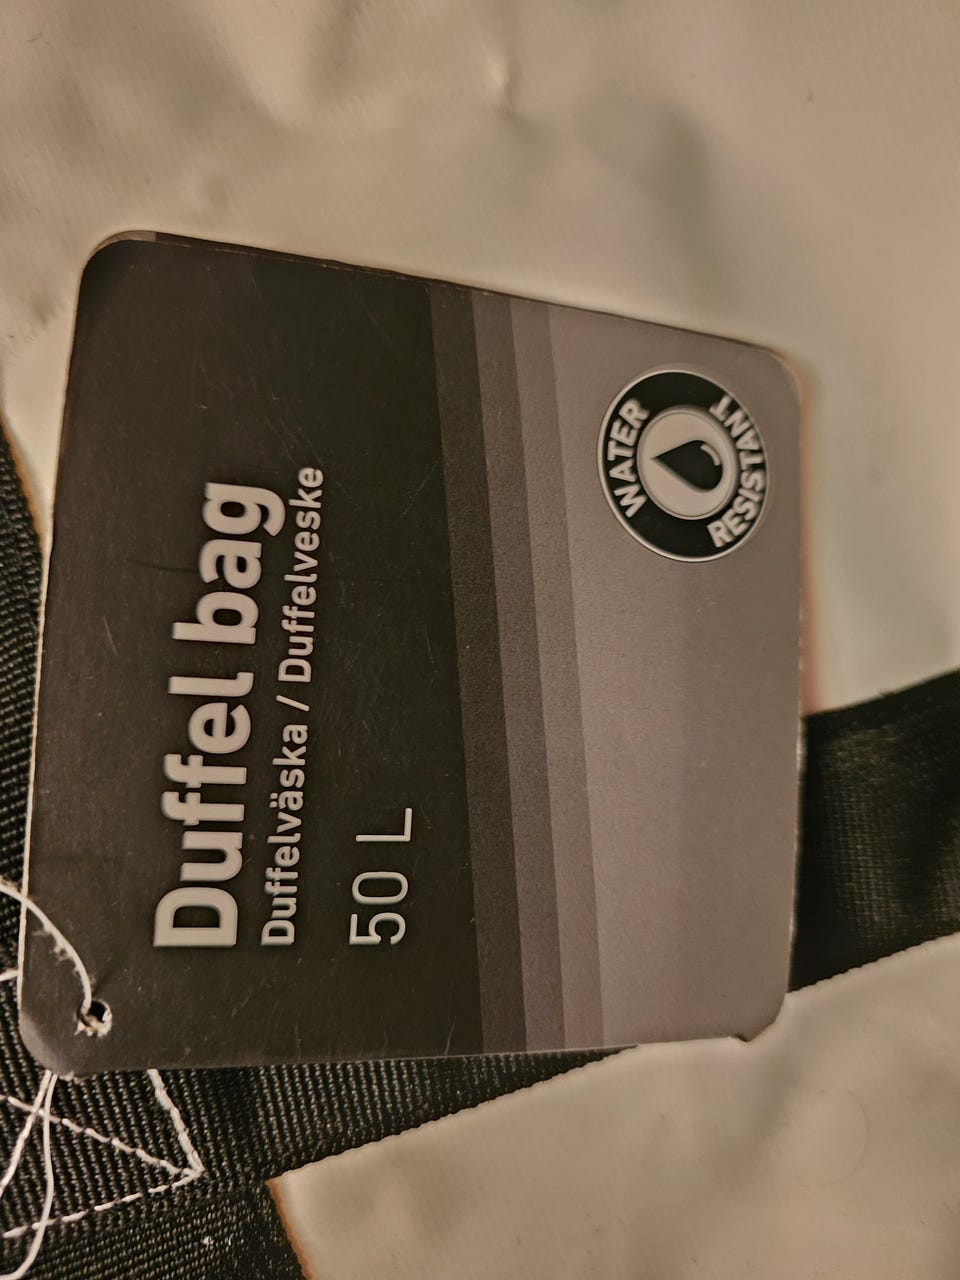 Duffel bag
Duffelväska / Duffelveske
50 L
WATER
RESISTANT